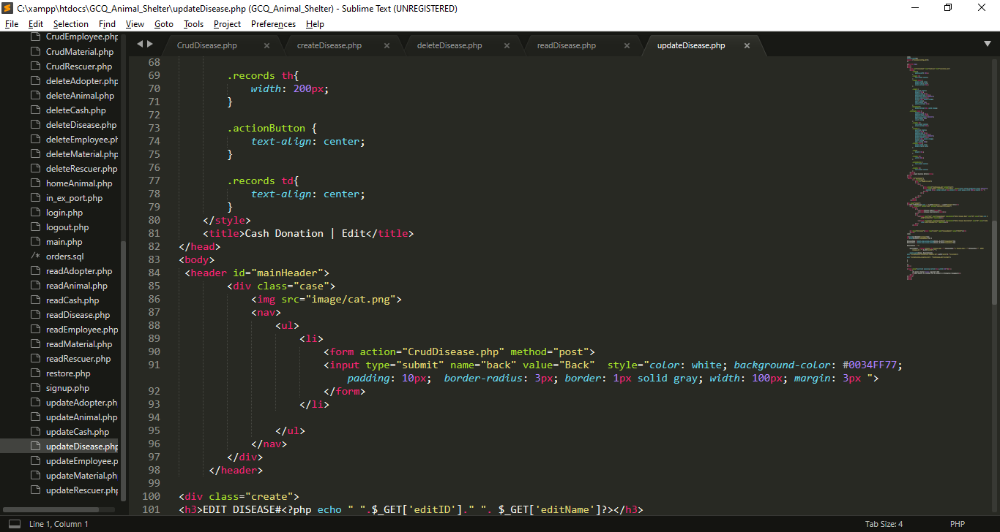 C:\xampp\htdocs\GCQ_Animal_Shelter\updateDisease.php (GCQ_Animal_Shelter) - Sublime Text (UNREGISTERED)
File Edit Selection Find View Goto Tools Project Preferences Help
CrudEmployee.php
CrudMaterial.php
CrudRescuer.php
deleteAdopter.php
deleteAnimal.php
deleteCash.php
deleteDisease.php
deleteEmployee.ph
deleteMaterial.php
deleteRescuer.php
homeAnimal.php
in_ex_port.php
login.php
logout.php
main.php
/* orders.sql
readAdopter.php
readAnimal.php
readCash.php
readDisease.php
readEmployee.php
readMaterial.php
readRescuer.php
restore.php
signup.php
updateAdopter.ph
updateAnimal.php
updateCash.php
updateDisease.php
updateEmployee.p
updateMaterial.ph
updateRescuer.php
CrudDisease.php × createDisease.php × deleteDisease.php × readDisease.php × updateDisease.php ×
68
69 .records th{
70 width: 200px;
71 }
72
73 .actionButton {
74 text-align: center;
75 }
76
77 .records td{
78 text-align: center;
79 }
80 </style>
81 <title>Cash Donation | Edit</title>
82 </head>
83 <body>
84 <header id="mainHeader">
85 <div class="case">
86 <img src="image/cat.png">
87 <nav>
88 <ul>
89 <li>
90 <form action="CrudDisease.php" method="post">
91 <input type="submit" name="back" value="Back"  style="color: white; background-color: #0034FF77;
padding: 10px;  border-radius: 3px; border: 1px solid gray; width: 100px; margin: 3px ">
92 </form>
93 </li>
94
95 </ul>
96 </nav>
97 </div>
98 </header>
99
100 <div class="create">
101 <h3>EDIT DISEASE#<?php echo " ".$_GET['editID']." ". $_GET['editName']?></h3>
Line 1, Column 1 Tab Size: 4 PHP